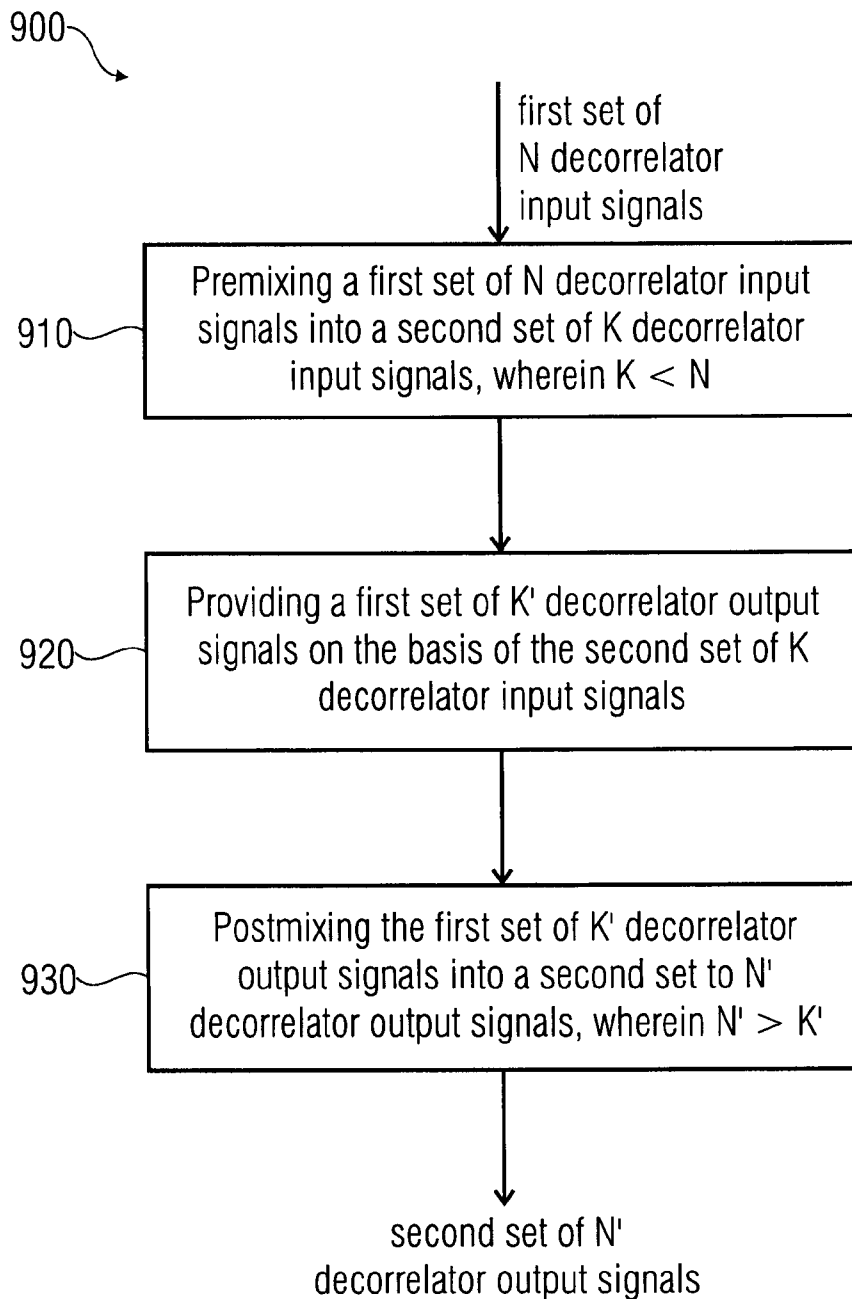 900
first set of
N decorrelator
input signals
910
Premixing a first set of N decorrelator input
signals into a second set of K decorrelator
input signals, wherein K < N
920
Providing a first set of K' decorrelator output
signals on the basis of the second set of K
decorrelator input signals
930
Postmixing the first set of K' decorrelator
output signals into a second set to N'
decorrelator output signals, wherein N' > K'
second set of N'
decorrelator output signals